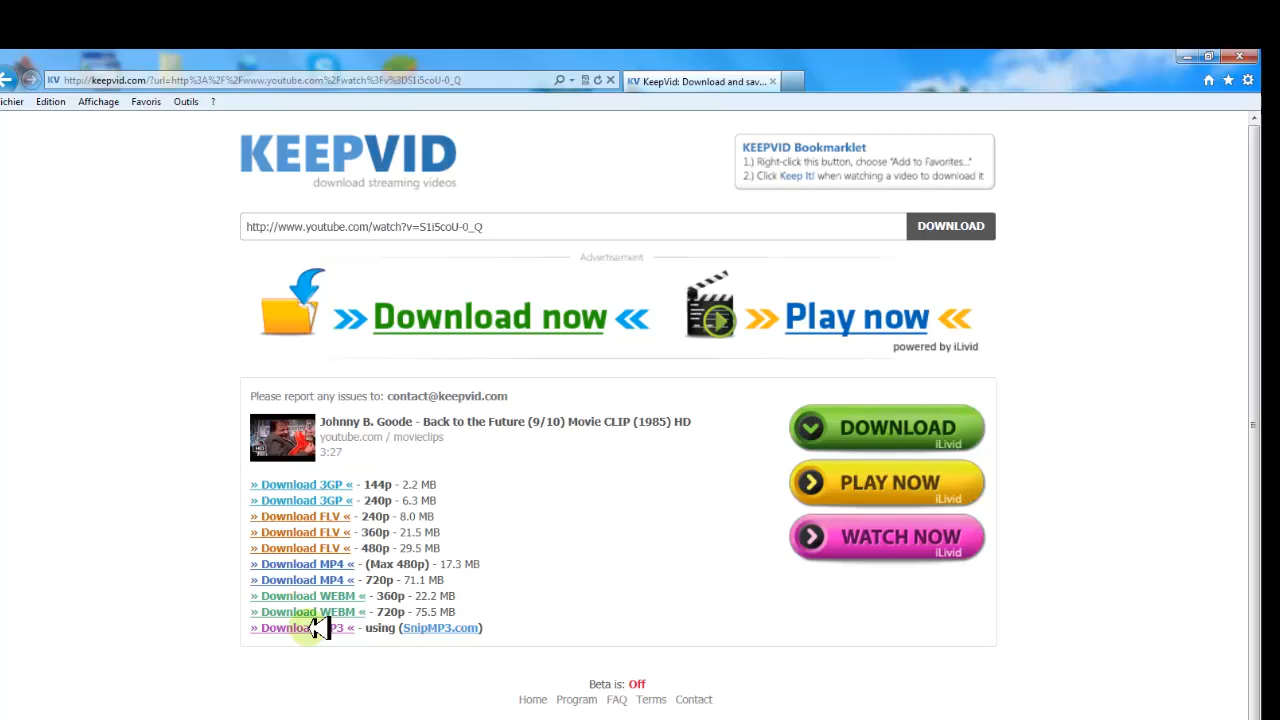 KV http://keepvid.com/?url=http%3A%2F%2Fwww.youtube.com%2Fwatch%3Fv%3DS1i5coU-0_Q
KV KeepVid: Download and sav...
ichier Edition Affichage Favoris Outils ?
KEEPVID
download streaming videos
KEEPVID Bookmarklet
1.) Right-click this button, choose "Add to Favorites..."
2.) Click Keep It! when watching a video to download it
http://www.youtube.com/watch?v=S1i5coU-0_Q DOWNLOAD
Advertisement
>> Download now <<
>> Play now <<
powered by iLivid
Please report any issues to: contact@keepvid.com
Johnny B. Goode - Back to the Future (9/10) Movie CLIP (1985) HD
youtube.com / movieclips
3:27
HD
» Download 3GP « - 144p - 2.2 MB
» Download 3GP « - 240p - 6.3 MB
» Download FLV « - 240p - 8.0 MB
» Download FLV « - 360p - 21.5 MB
» Download FLV « - 480p - 29.5 MB
» Download MP4 « - (Max 480p) - 17.3 MB
» Download MP4 « - 720p - 71.1 MB
» Download WEBM « - 360p - 22.2 MB
» Download WEBM « - 720p - 75.5 MB
» Downloa P3 « - using (SnipMP3.com)
DOWNLOAD
iLivid
PLAY NOW
iLivid
WATCH NOW
iLivid
Beta is: Off
Home Program FAQ Terms Contact